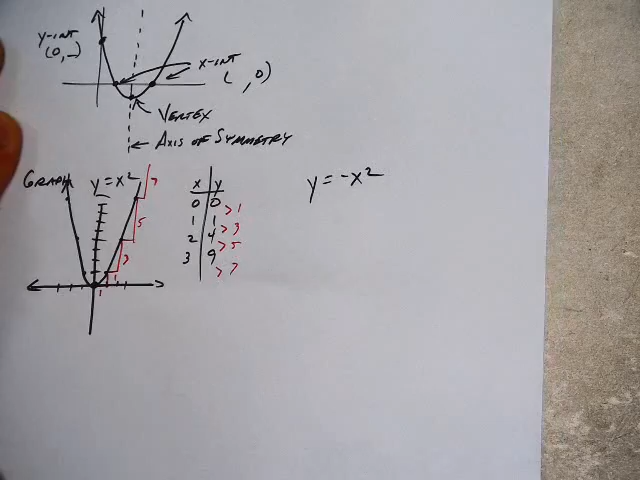 y-INT
(0, _)
x-INT
( , 0)
VERTEX
AXIS OF SYMMETRY
GRAPH y = x²
7
5
3
1
1
x y
0 0
1 1
2 4
3 9
> 1
> 3
> 5
> 7
y = -x²